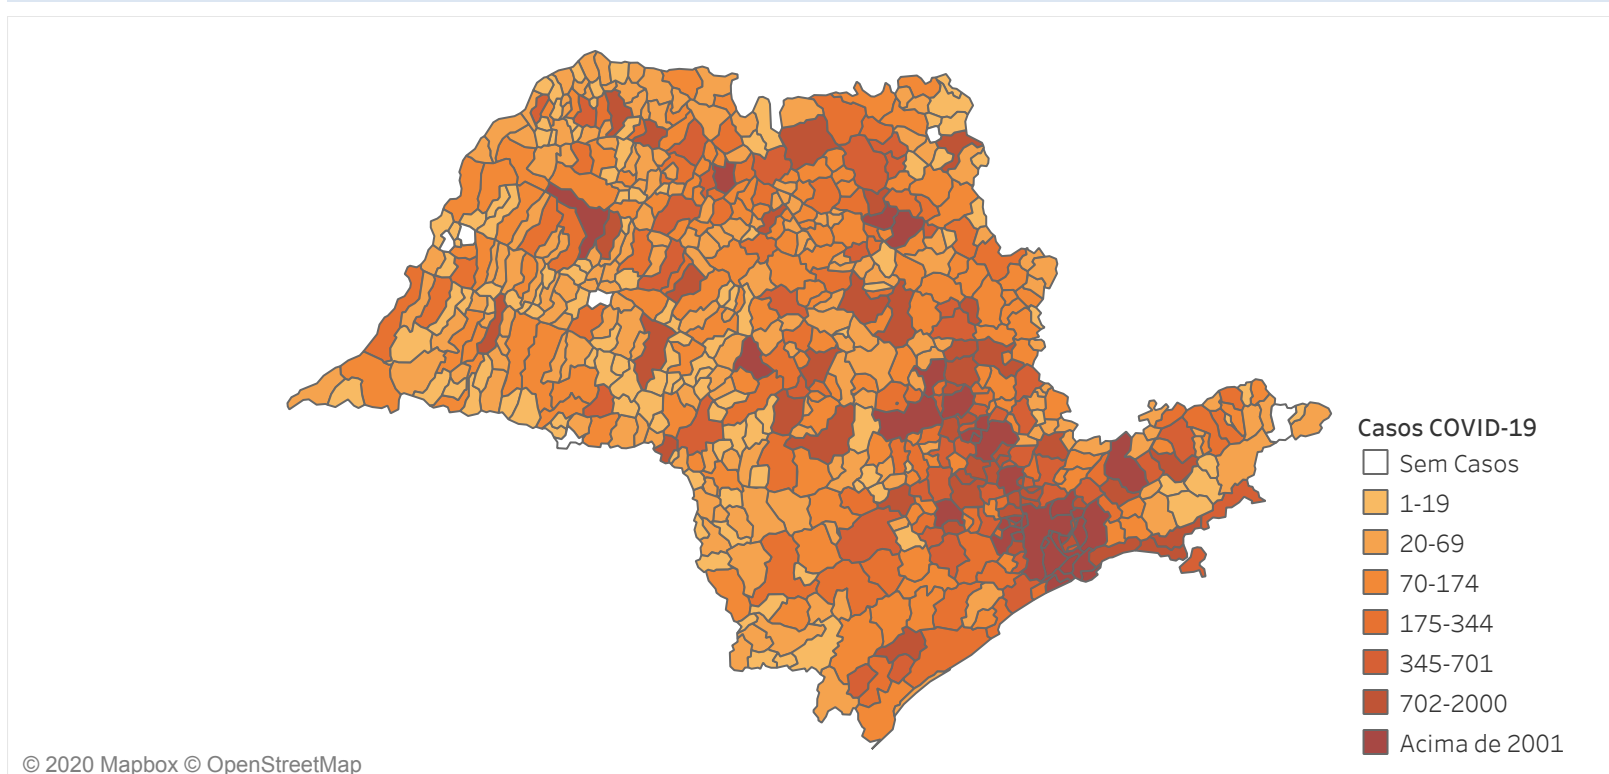 Casos COVID-19
Sem Casos
1-19
20-69
70-174
175-344
345-701
702-2000
Acima de 2001
© 2020 Mapbox © OpenStreetMap